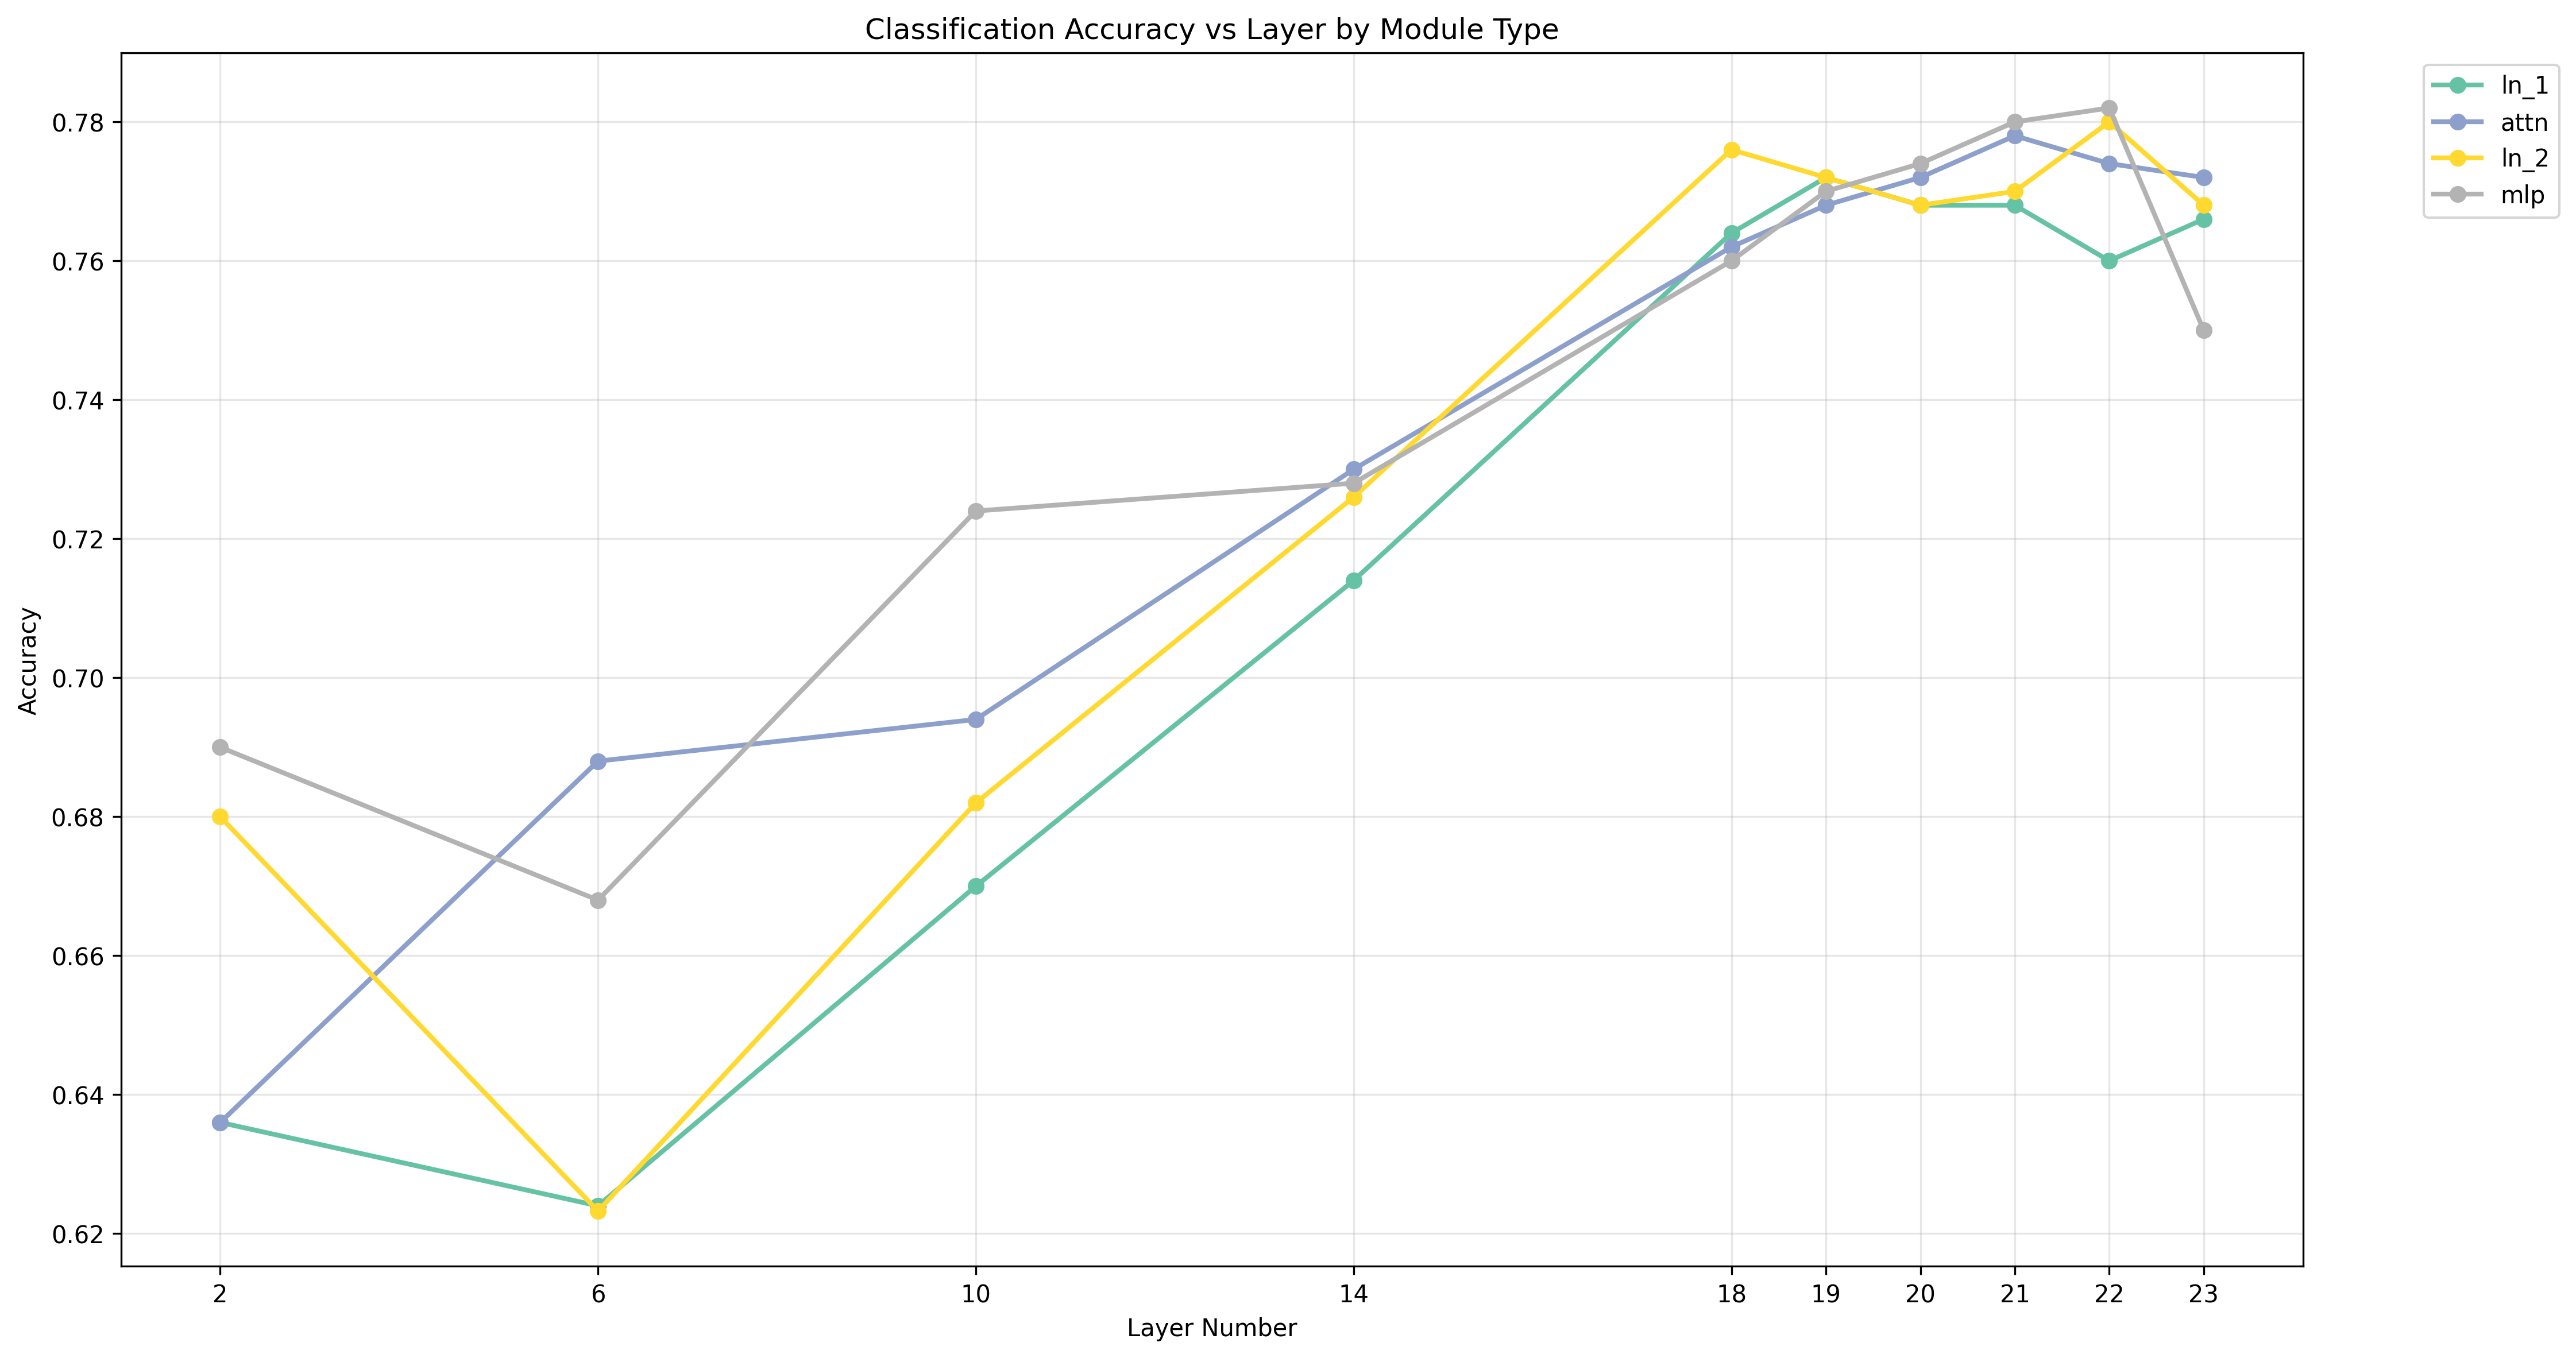 Classification Accuracy vs Layer by Module Type
ln_1
attn
ln_2
mlp
Accuracy
0.78
0.76
0.74
0.72
0.70
0.68
0.66
0.64
0.62
2 6 10 14 18 19 20 21 22 23
Layer Number